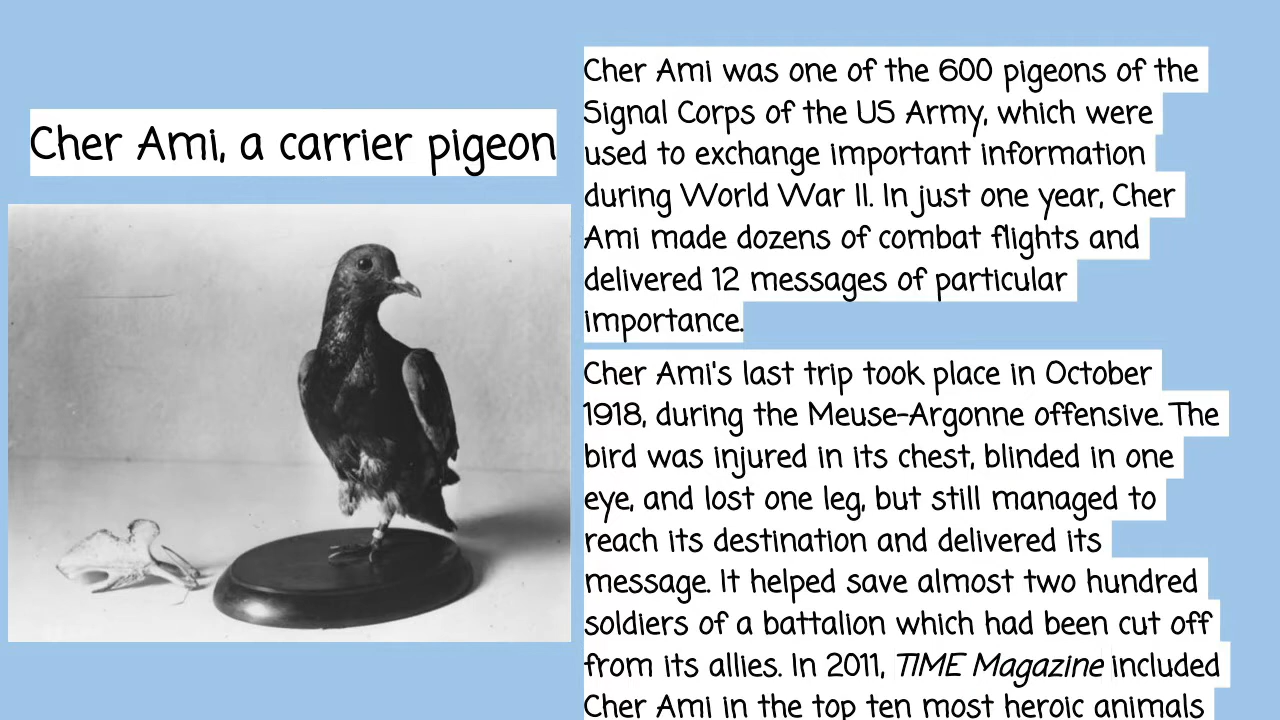 Cher Ami, a carrier pigeon
Cher Ami was one of the 600 pigeons of the
Signal Corps of the US Army, which were
used to exchange important information
during World War II. In just one year, Cher
Ami made dozens of combat flights and
delivered 12 messages of particular
importance.
Cher Ami's last trip took place in October
1918, during the Meuse-Argonne offensive. The
bird was injured in its chest, blinded in one
eye, and lost one leg, but still managed to
reach its destination and delivered its
message. It helped save almost two hundred
soldiers of a battalion which had been cut off
from its allies. In 2011, TIME Magazine included
Cher Ami in the top ten most heroic animals